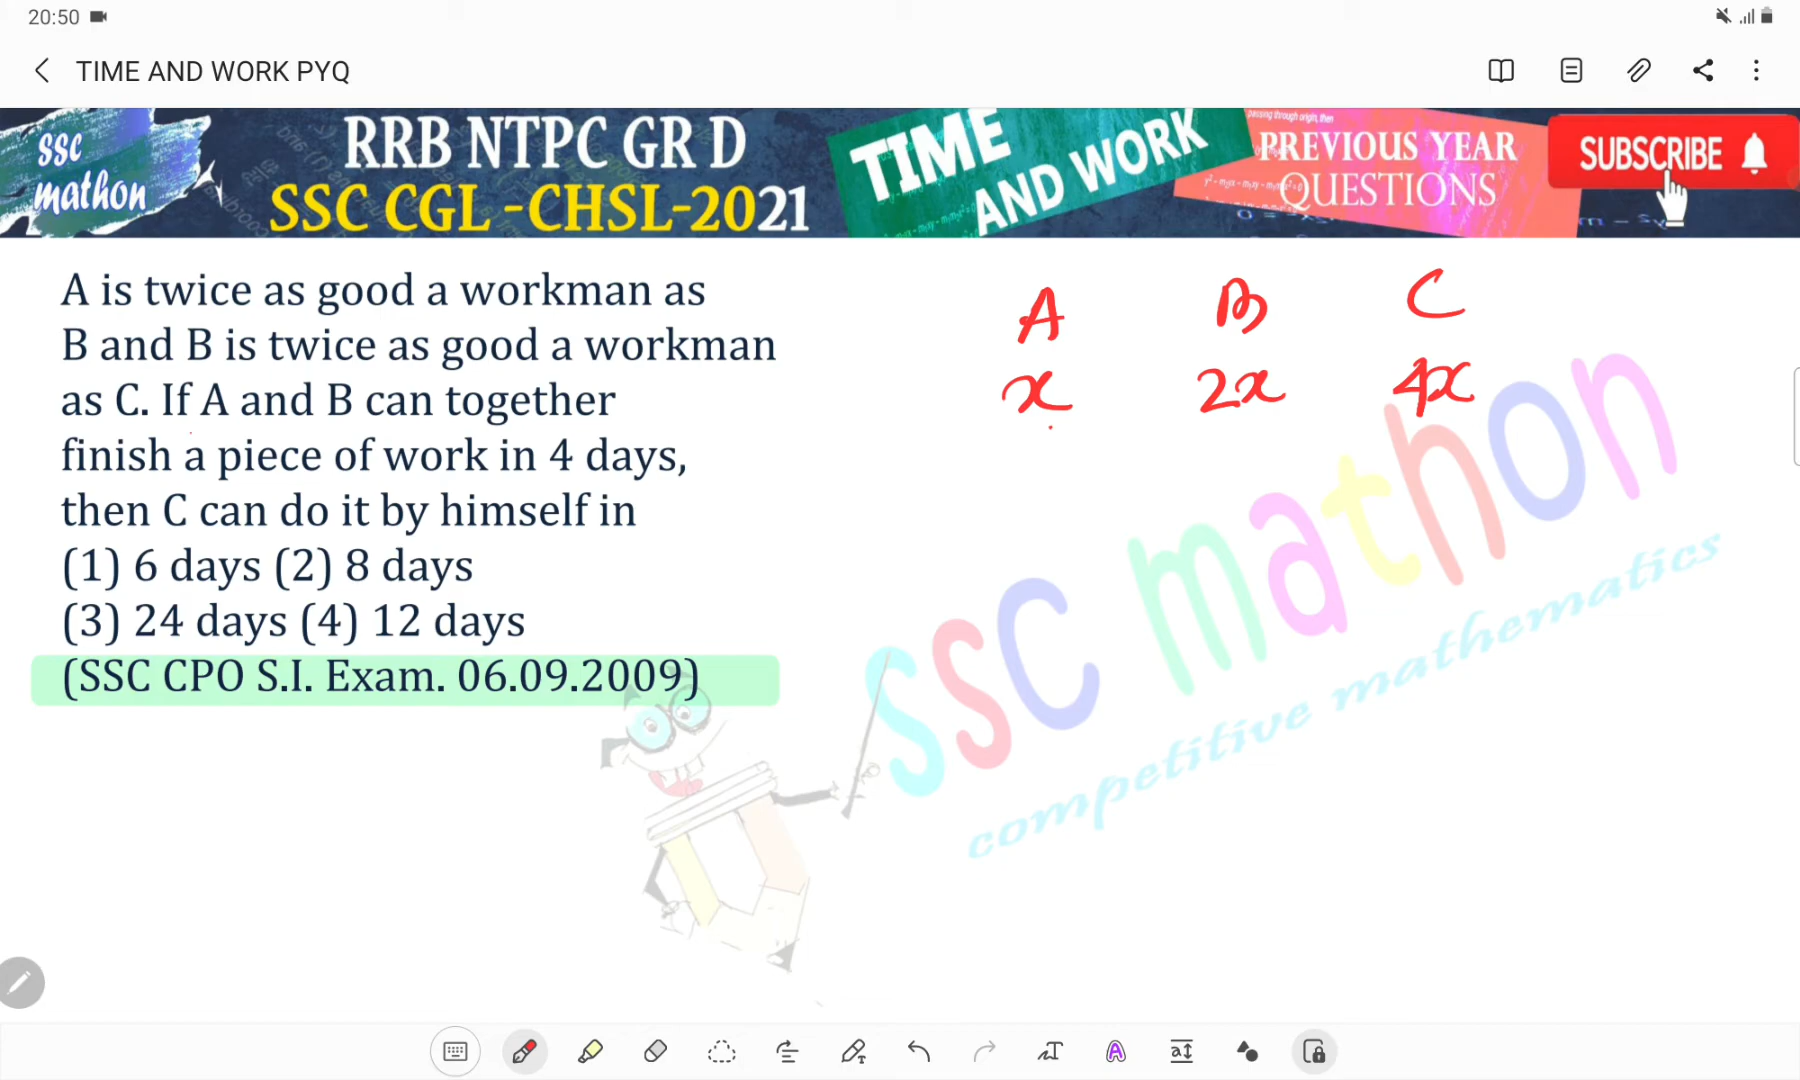 20:50
TIME AND WORK PYQ
ssc
mathon
RRB NTPC GR D
SSC CGL -CHSL-2021
TIME
AND WORK
passing through origin, then
PREVIOUS YEAR
QUESTIONS
SUBSCRIBE
A is twice as good a workman as
B and B is twice as good a workman
as C. If A and B can together
finish a piece of work in 4 days,
then C can do it by himself in
(1) 6 days (2) 8 days
(3) 24 days (4) 12 days
(SSC CPO S.I. Exam. 06.09.2009)
A B C
x 2x 4x
ssc mathon
competitive mathematics